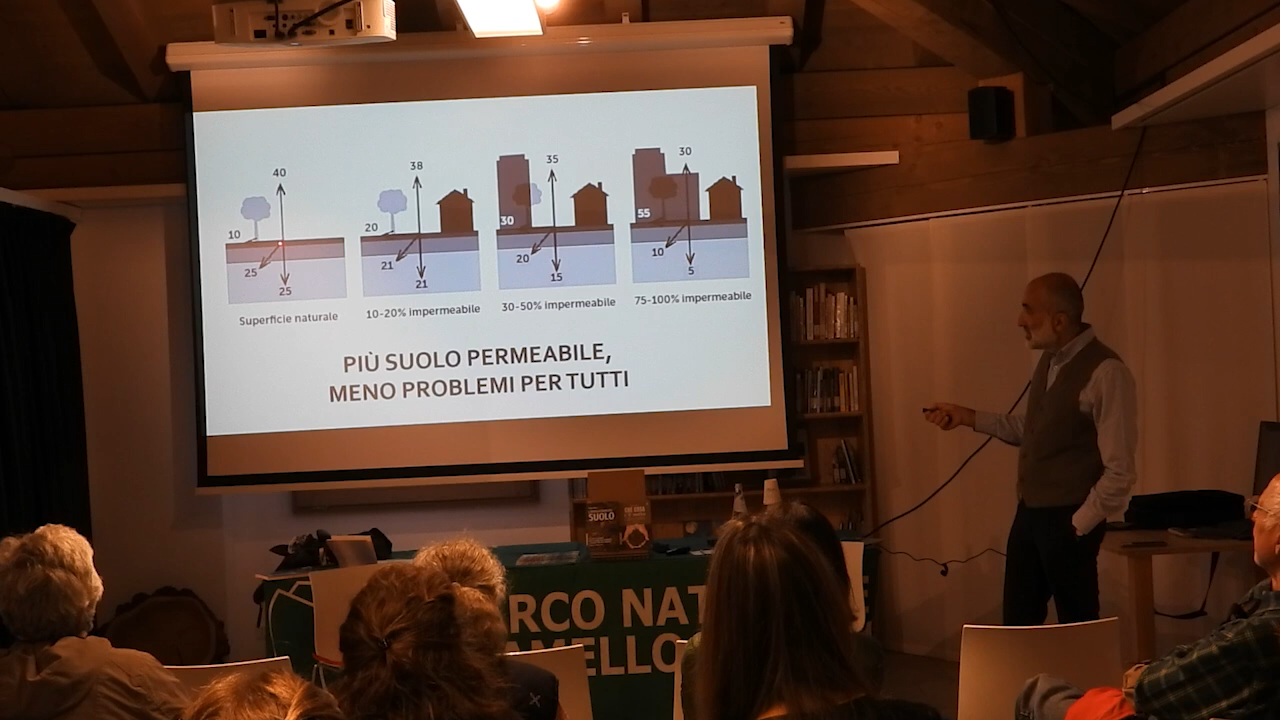 40
10
25
25
Superficie naturale
38
20
21
21
10-20% impermeabile
35
30
20
15
30-50% impermeabile
30
55
10
5
75-100% impermeabile
PIÙ SUOLO PERMEABILE,
MENO PROBLEMI PER TUTTI
SUOLO
RCO NAT
MELLO